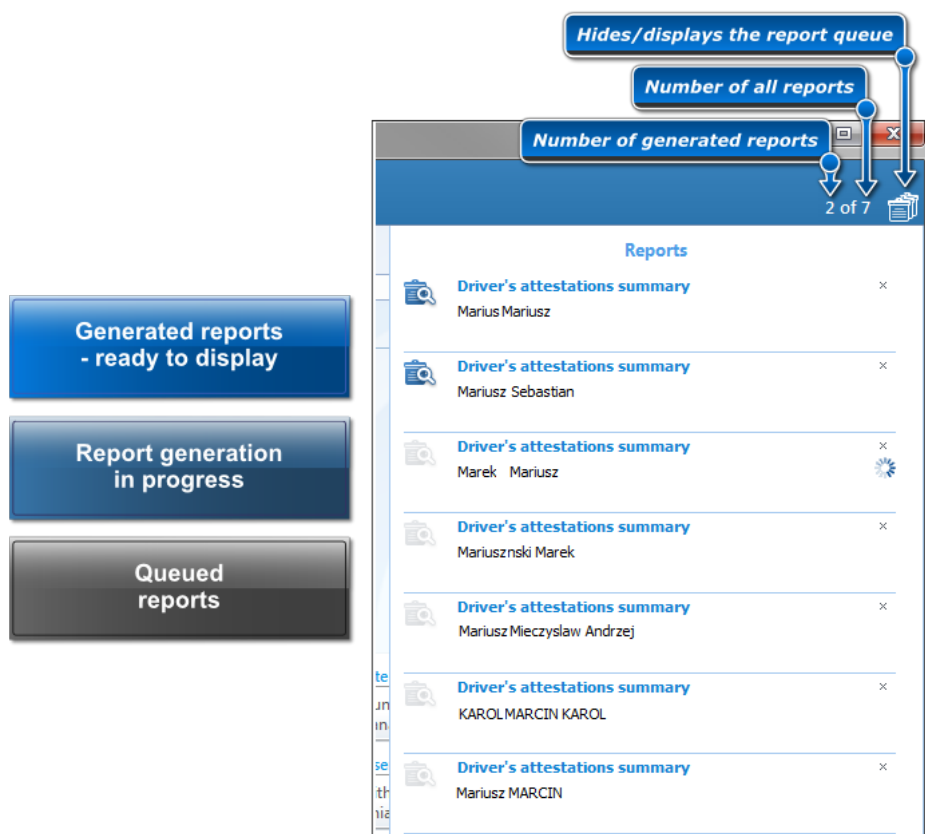 Hides/displays the report queue
Number of all reports
Number of generated reports
2 of 7
Reports
Driver's attestations summary
Marius Mariusz
Driver's attestations summary
Mariusz Sebastian
Driver's attestations summary
Marek Mariusz
Driver's attestations summary
Mariusznski Marek
Driver's attestations summary
Mariusz Mieczyslaw Andrzej
Driver's attestations summary
KAROL MARCIN KAROL
Driver's attestations summary
Mariusz MARCIN
Generated reports
- ready to display
Report generation
in progress
Queued
reports